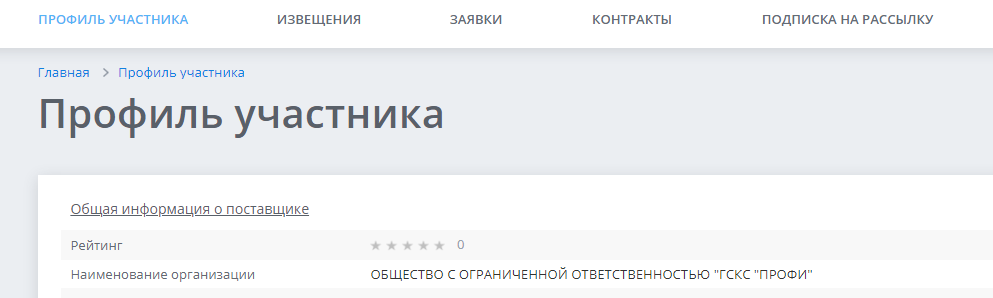 ПРОФИЛЬ УЧАСТНИКА ИЗВЕЩЕНИЯ ЗАЯВКИ КОНТРАКТЫ ПОДПИСКА НА РАССЫЛКУ
Главная > Профиль участника
Профиль участника
Общая информация о поставщике
Рейтинг ★★★★★ 0
Наименование организации ОБЩЕСТВО С ОГРАНИЧЕННОЙ ОТВЕТСТВЕННОСТЬЮ "ГСКС "ПРОФИ"